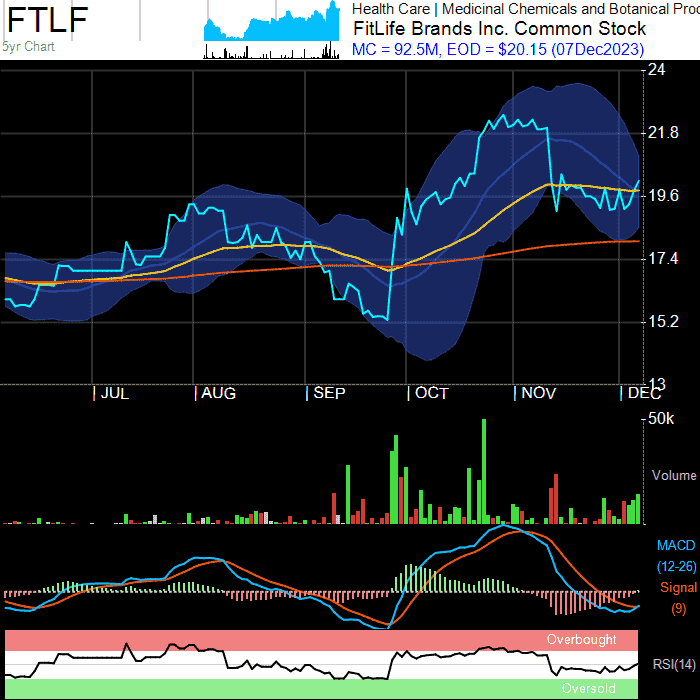 FTLF
5yr Chart
Health Care | Medicinal Chemicals and Botanical Proc
FitLife Brands Inc. Common Stock
MC = 92.5M, EOD = $20.15 (07Dec2023)
24
21.8
19.6
17.4
15.2
13
JUL AUG SEP OCT NOV DEC
50k
Volume
MACD
(12-26)
Signal
(9)
Overbought
RSI(14)
Oversold